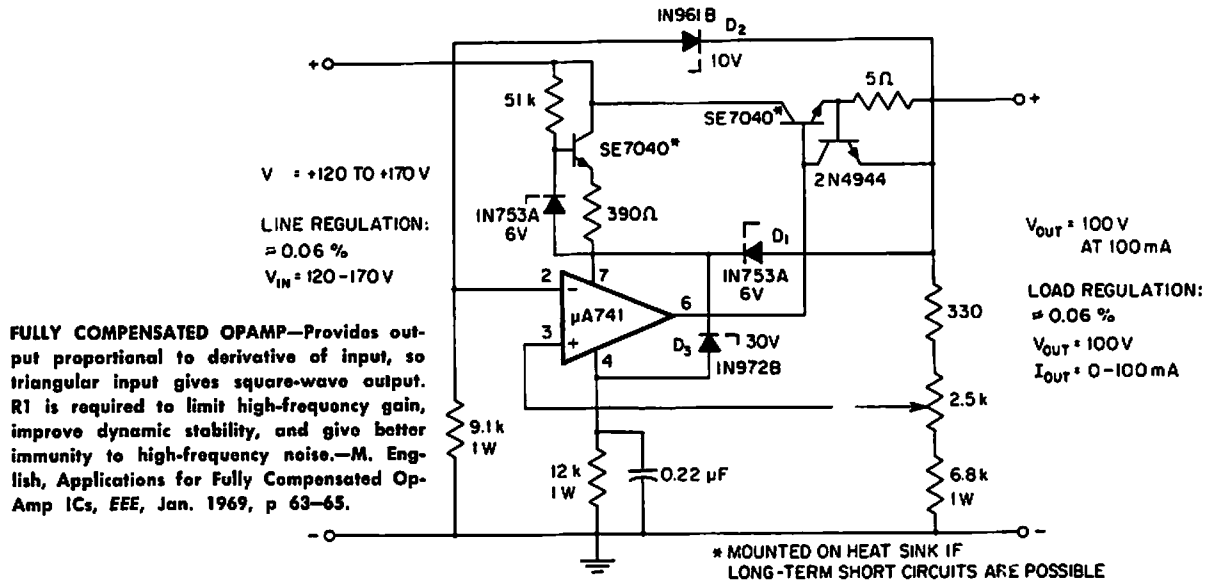 IN961B
D2
10V
+
51 k
5Ω
+
SE7040*
SE7040*
2N4944
V = +120 TO +170 V
IN753A
6V
390Ω
LINE REGULATION:
≈ 0.06 %
VIN = 120-170 V
D1
IN753A
6V
VOUT = 100 V
AT 100 mA
2
7
−
µA741
6
3
+
4
D3
30V
IN972B
330
LOAD REGULATION:
≈ 0.06 %
VOUT = 100 V
IOUT = 0-100 mA
2.5 k
FULLY COMPENSATED OPAMP—Provides out-
put proportional to derivative of input, so
triangular input gives square-wave output.
R1 is required to limit high-frequency gain,
improve dynamic stability, and give better
immunity to high-frequency noise.—M. Eng-
lish, Applications for Fully Compensated Op-
Amp ICs, EEE, Jan. 1969, p 63–65.
9.1 k
1W
12 k
1W
0.22 µF
6.8 k
1W
-
-
* MOUNTED ON HEAT SINK IF
LONG-TERM SHORT CIRCUITS ARE POSSIBLE